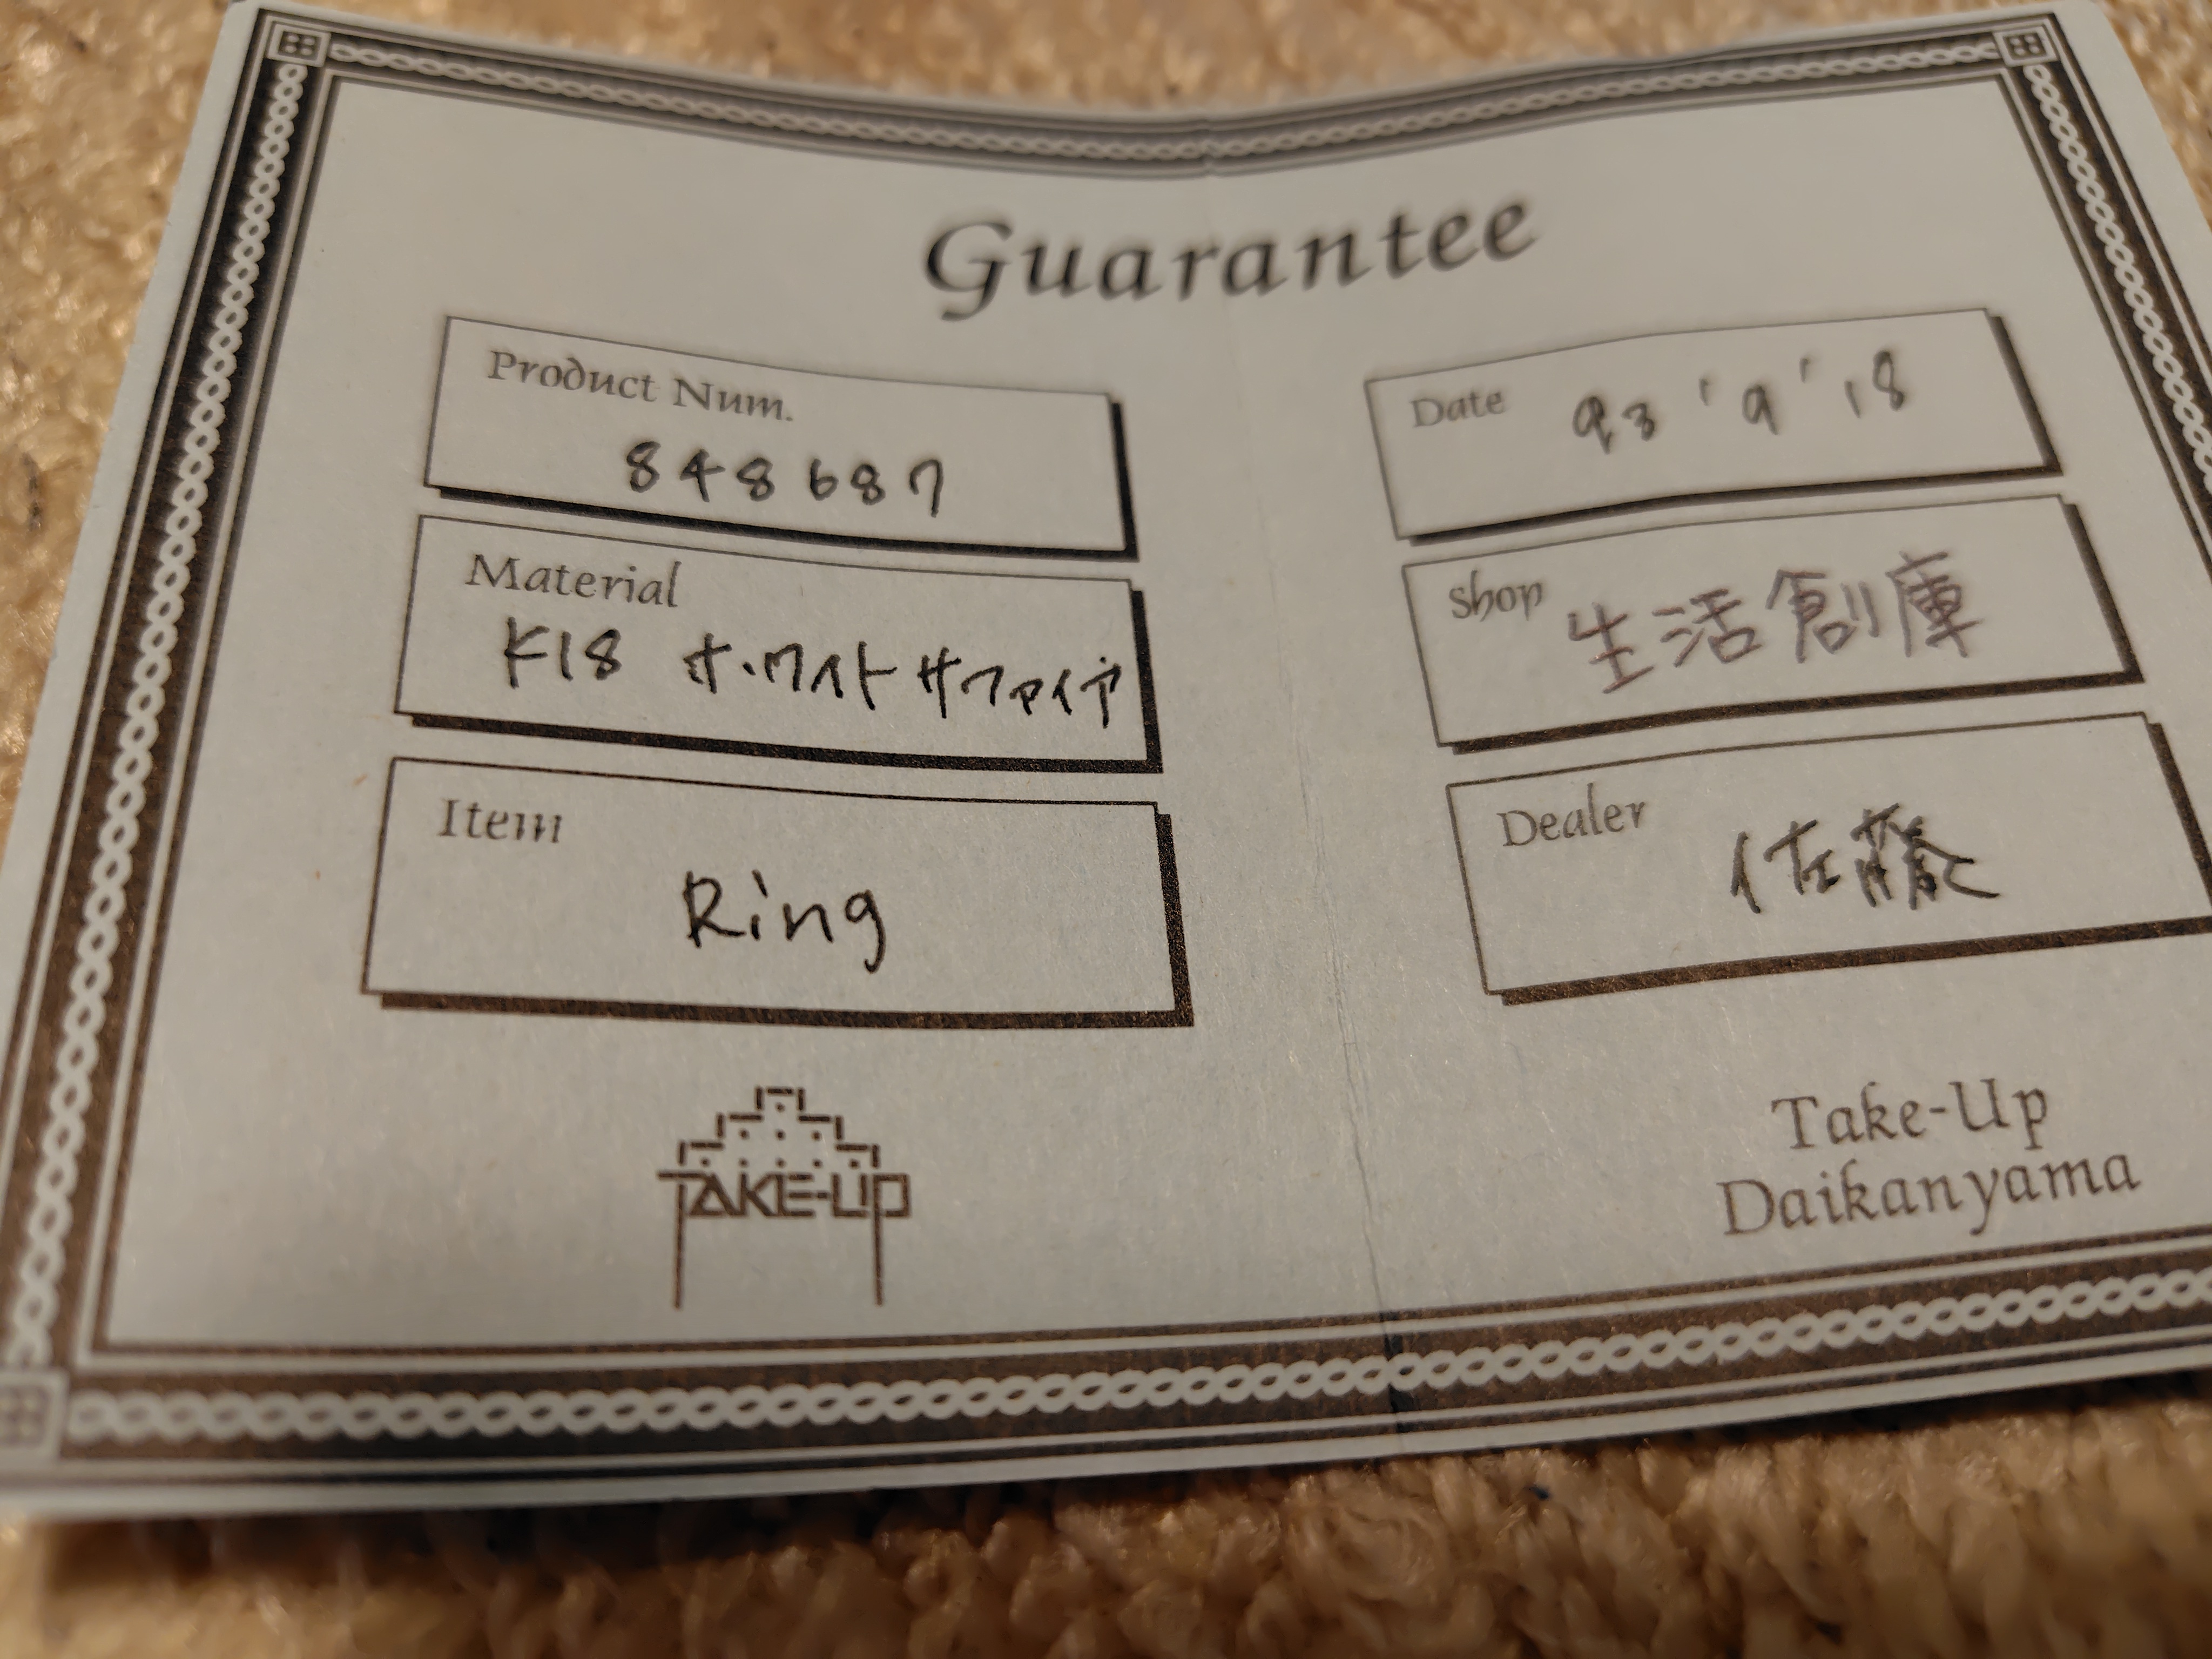 Guarantee
Product Num.
848687
Material
K18 ホワイトサファイア
Item
Ring
Date 93'9'18
Shop 生活創庫
Dealer 佐藤
TAKE-UP
Take-Up
Daikanyama